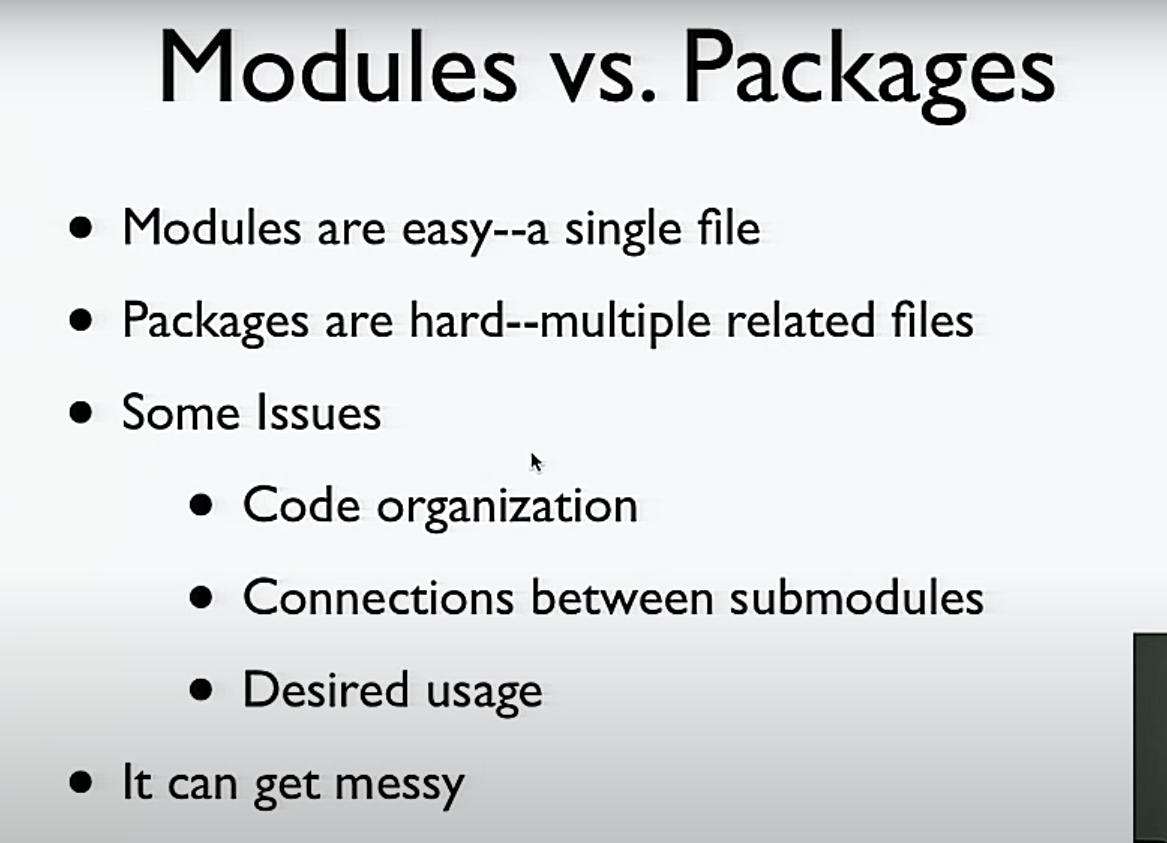 Modules vs. Packages
• Modules are easy--a single file
• Packages are hard--multiple related files
• Some Issues
• Code organization
• Connections between submodules
• Desired usage
• It can get messy